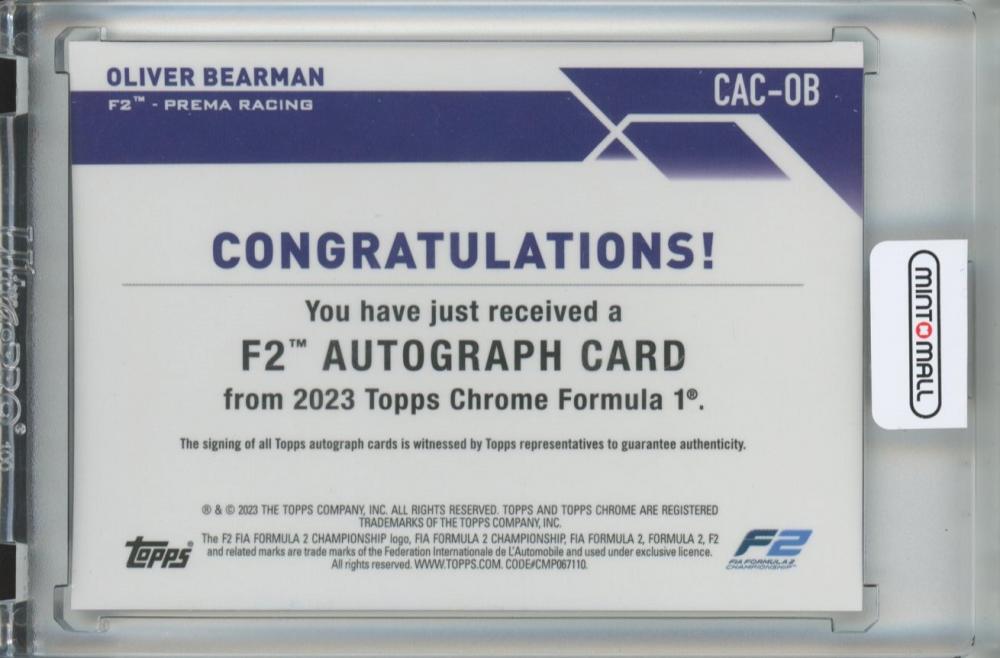 OLIVER BEARMAN
F2™ - PREMA RACING
CAC-OB
CONGRATULATIONS!
You have just received a
F2™ AUTOGRAPH CARD
from 2023 Topps Chrome Formula 1®.
The signing of all Topps autograph cards is witnessed by Topps representatives to guarantee authenticity.
® & © 2023 THE TOPPS COMPANY, INC. ALL RIGHTS RESERVED. TOPPS AND TOPPS CHROME ARE REGISTERED
TRADEMARKS OF THE TOPPS COMPANY, INC.
The F2 FIA FORMULA 2 CHAMPIONSHIP logo, FIA FORMULA 2 CHAMPIONSHIP, FIA FORMULA 2, FORMULA 2, F2
and related marks are trade marks of the Federation Internationale de L'Automobile and used under exclusive licence.
All rights reserved. WWW.TOPPS.COM. CODE#CMP067110.
Topps®
F2
FIA FORMULA 2
CHAMPIONSHIP™
MINTOMALL
100